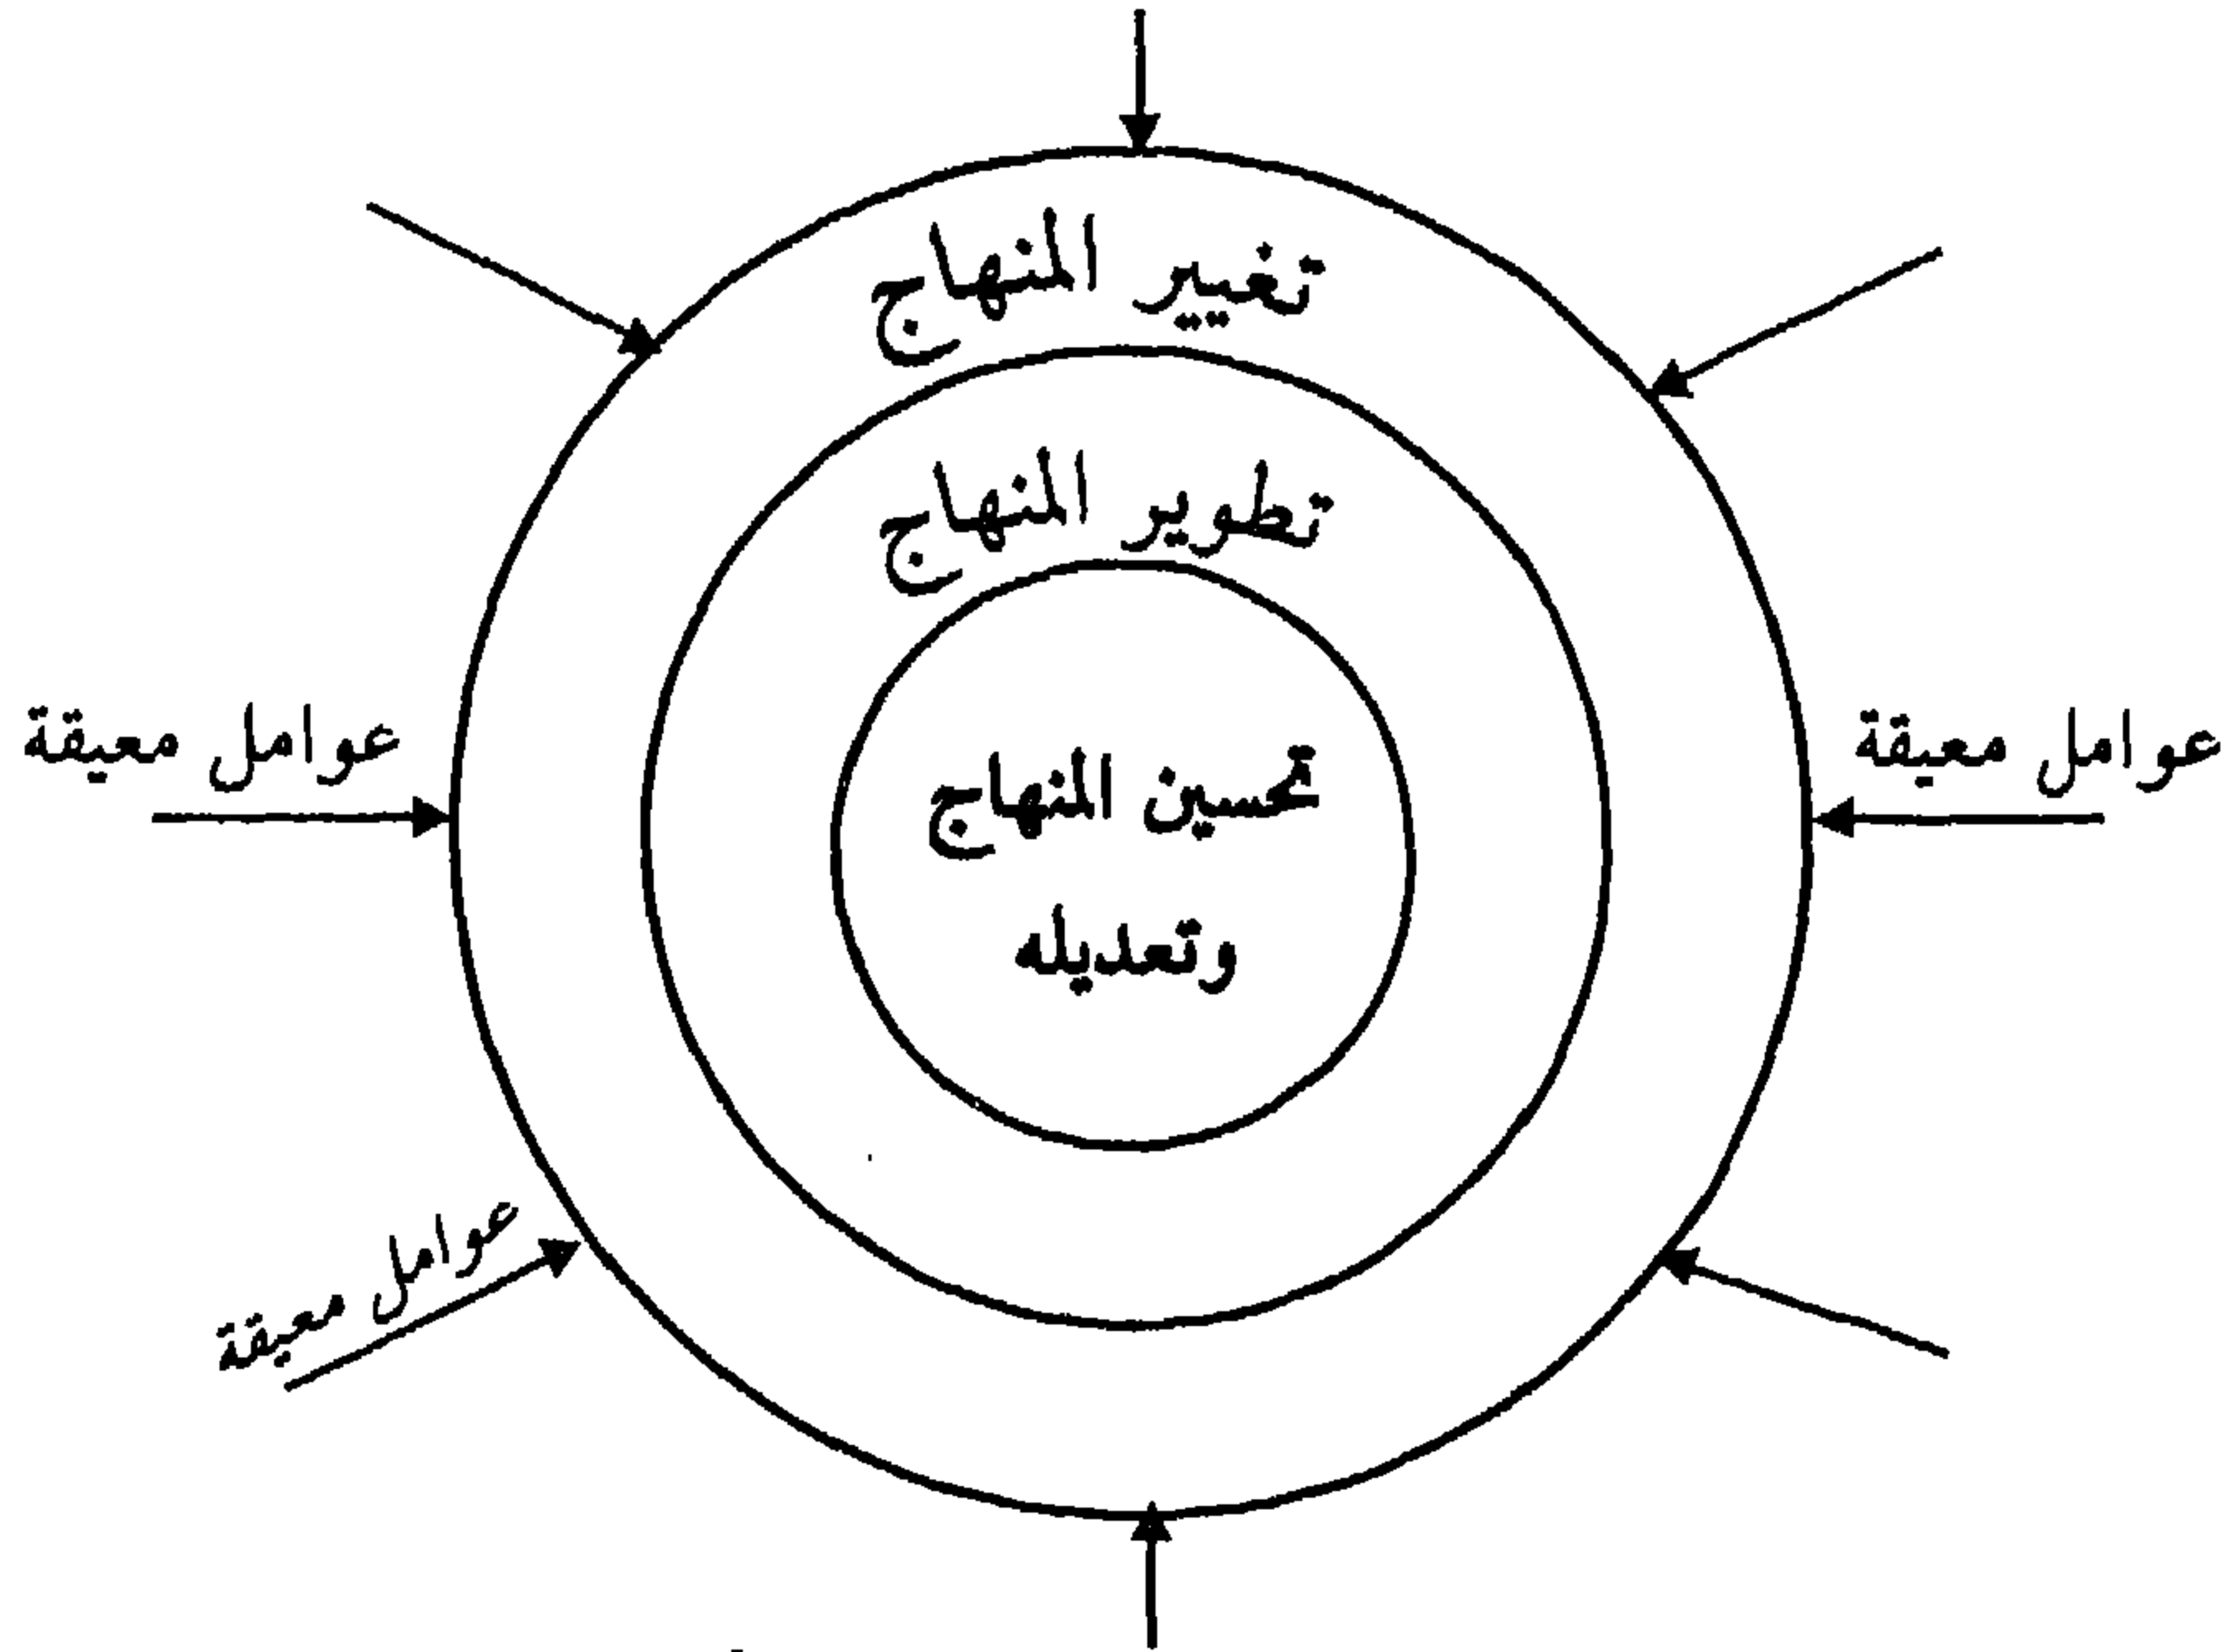 تغيير المنهاج
تطوير المنهاج
عوامل معيقة
عوامل معيقة
تحسين المنهاج
وتعديله
عوامل معيقة